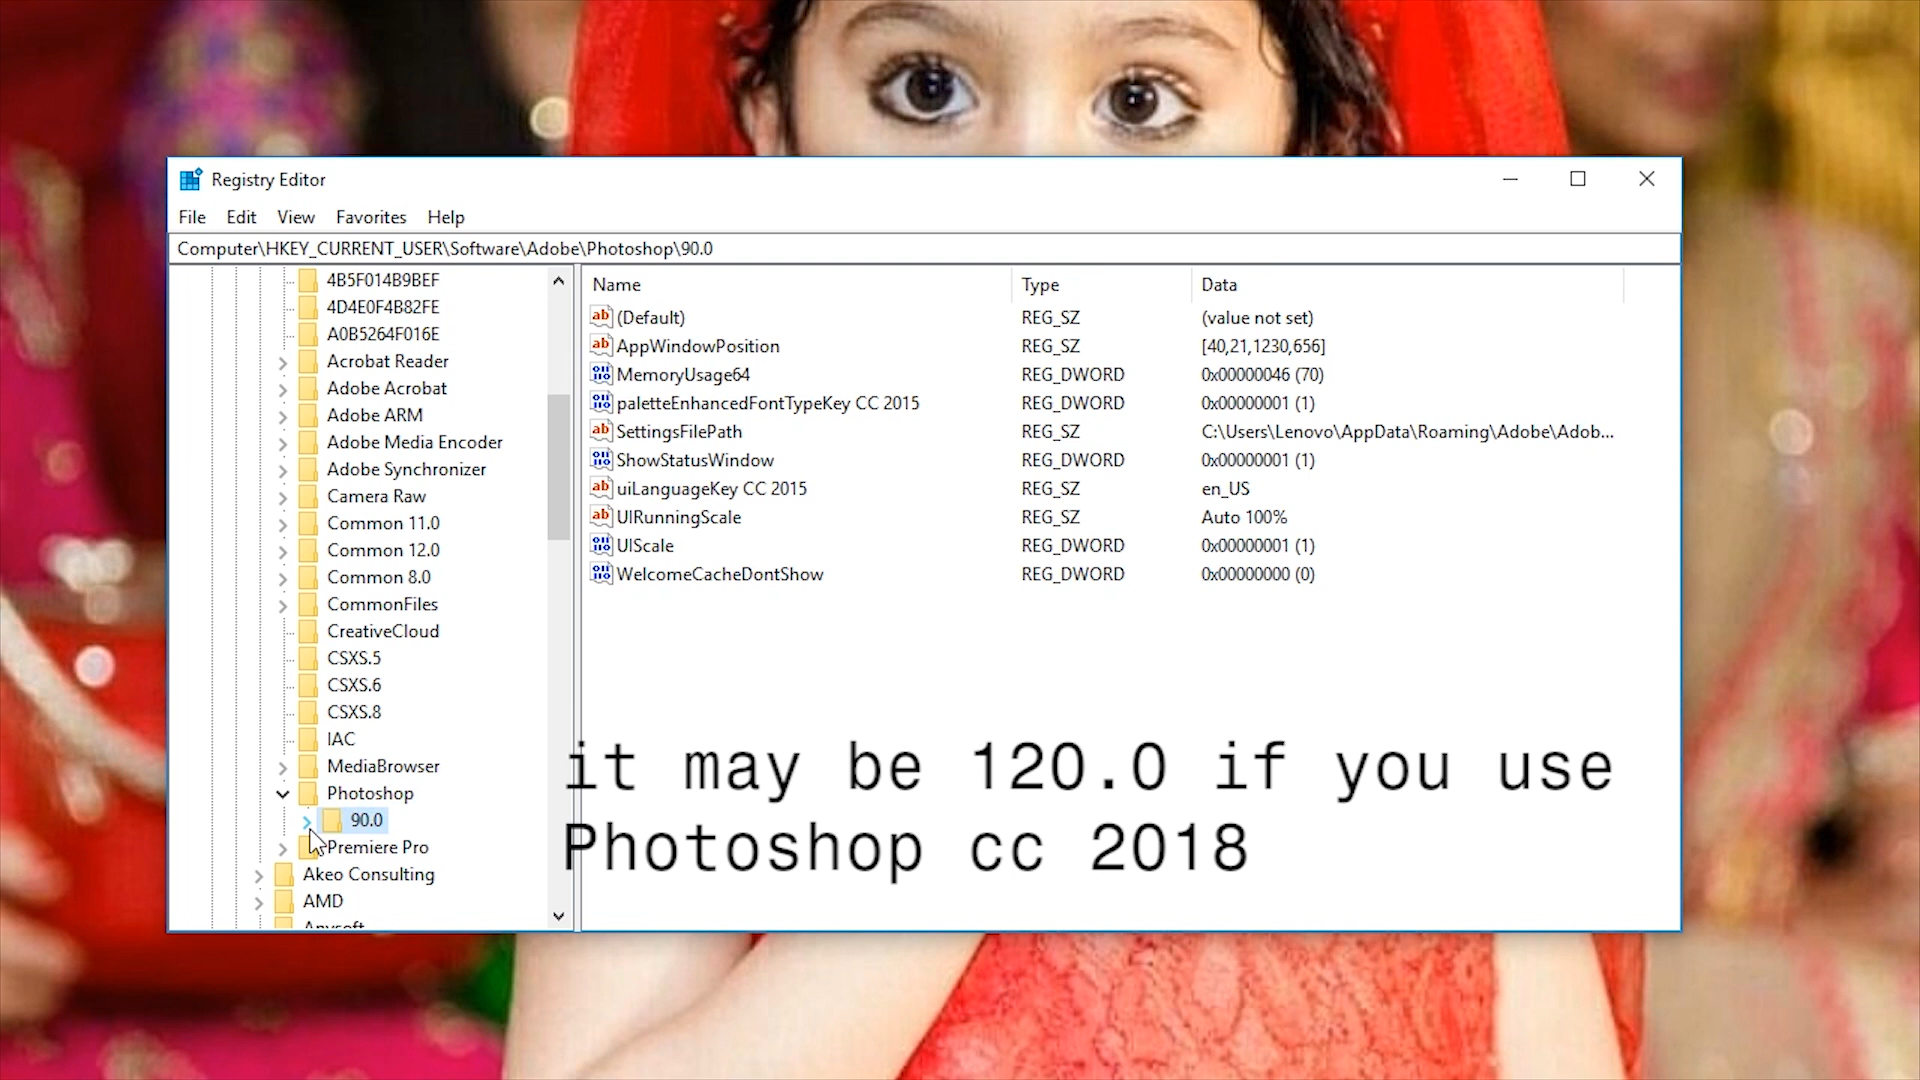 Registry Editor
File Edit View Favorites Help
Computer\HKEY_CURRENT_USER\Software\Adobe\Photoshop\90.0
4B5F014B9BEF
4D4E0F4B82FE
A0B5264F016E
Acrobat Reader
Adobe Acrobat
Adobe ARM
Adobe Media Encoder
Adobe Synchronizer
Camera Raw
Common 11.0
Common 12.0
Common 8.0
CommonFiles
CreativeCloud
CSXS.5
CSXS.6
CSXS.8
IAC
MediaBrowser
Photoshop
90.0
Premiere Pro
Akeo Consulting
AMD
Anysoft
Name Type Data
(Default) REG_SZ (value not set)
AppWindowPosition REG_SZ [40,21,1230,656]
MemoryUsage64 REG_DWORD 0x00000046 (70)
paletteEnhancedFontTypeKey CC 2015 REG_DWORD 0x00000001 (1)
SettingsFilePath REG_SZ C:\Users\Lenovo\AppData\Roaming\Adobe\Adob...
ShowStatusWindow REG_DWORD 0x00000001 (1)
uiLanguageKey CC 2015 REG_SZ en_US
UIRunningScale REG_SZ Auto 100%
UIScale REG_DWORD 0x00000001 (1)
WelcomeCacheDontShow REG_DWORD 0x00000000 (0)
it may be 120.0 if you use
Photoshop cc 2018